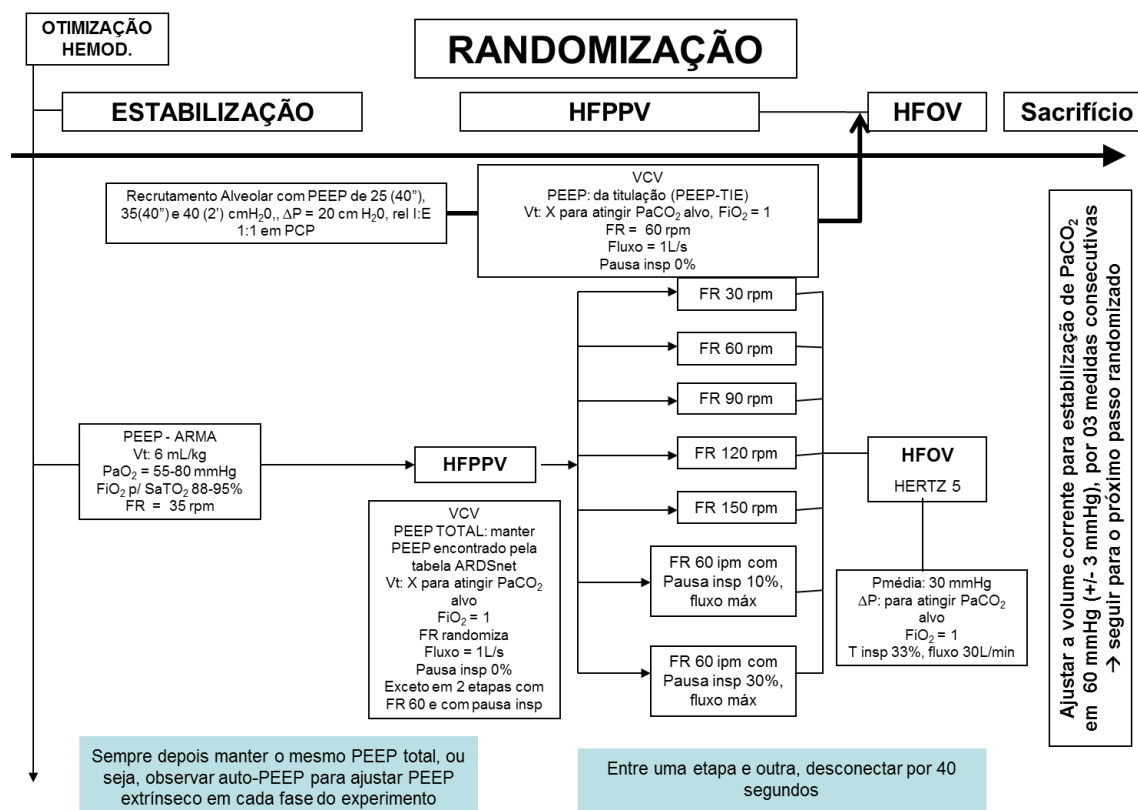 OTIMIZAÇÃO
HEMOD.
RANDOMIZAÇÃO
ESTABILIZAÇÃO
HFPPV
HFOV
Sacrifício
Recrutamento Alveolar com PEEP de 25 (40”),
35(40”) e 40 (2’) cmH₂0,, ΔP = 20 cm H₂0, rel I:E
1:1 em PCP
VCV
PEEP: da titulação (PEEP-TIE)
Vt: X para atingir PaCO₂ alvo, FiO₂ = 1
FR = 60 rpm
Fluxo = 1L/s
Pausa insp 0%
FR 30 rpm
FR 60 rpm
FR 90 rpm
FR 120 rpm
FR 150 rpm
FR 60 ipm com
Pausa insp 10%,
fluxo máx
FR 60 ipm com
Pausa insp 30%,
fluxo máx
PEEP - ARMA
Vt: 6 mL/kg
PaO₂ = 55-80 mmHg
FiO₂ p/ SaTO₂ 88-95%
FR = 35 rpm
HFPPV
VCV
PEEP TOTAL: manter
PEEP encontrado pela
tabela ARDSnet
Vt: X para atingir PaCO₂
alvo
FiO₂ = 1
FR randomiza
Fluxo = 1L/s
Pausa insp 0%
Exceto em 2 etapas com
FR 60 e com pausa insp
HFOV
HERTZ 5
Pmédia: 30 mmHg
ΔP: para atingir PaCO₂
alvo
FiO₂ = 1
T insp 33%, fluxo 30L/min
Ajustar a volume corrente para estabilização de PaCO₂
em 60 mmHg (+/- 3 mmHg), por 03 medidas consecutivas
→ seguir para o próximo passo randomizado
Sempre depois manter o mesmo PEEP total, ou
seja, observar auto-PEEP para ajustar PEEP
extrínseco em cada fase do experimento
Entre uma etapa e outra, desconectar por 40
segundos